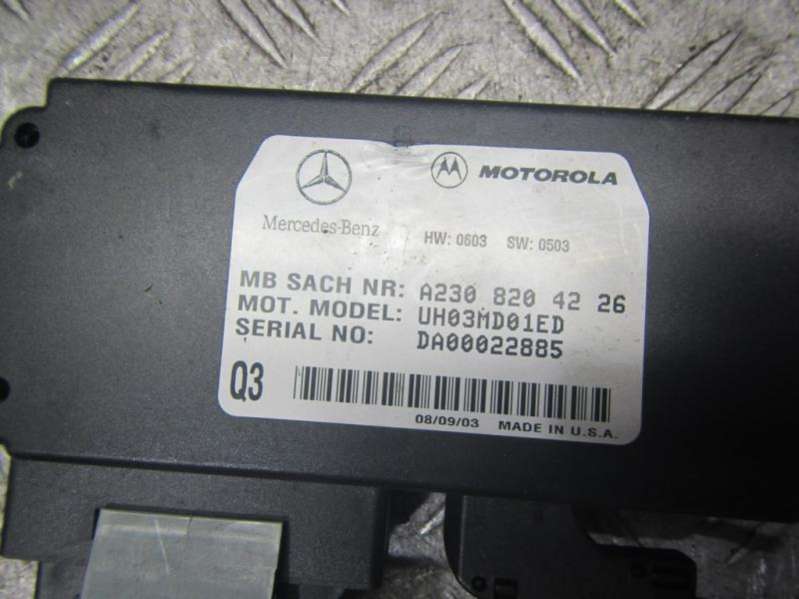 MOTOROLA
Mercedes-Benz
HW: 0603 SW: 0503
MB SACH NR: A230 820 42 26
MOT. MODEL: UH03MD01ED
SERIAL NO: DA00022885
Q3
08/09/03 MADE IN U.S.A.